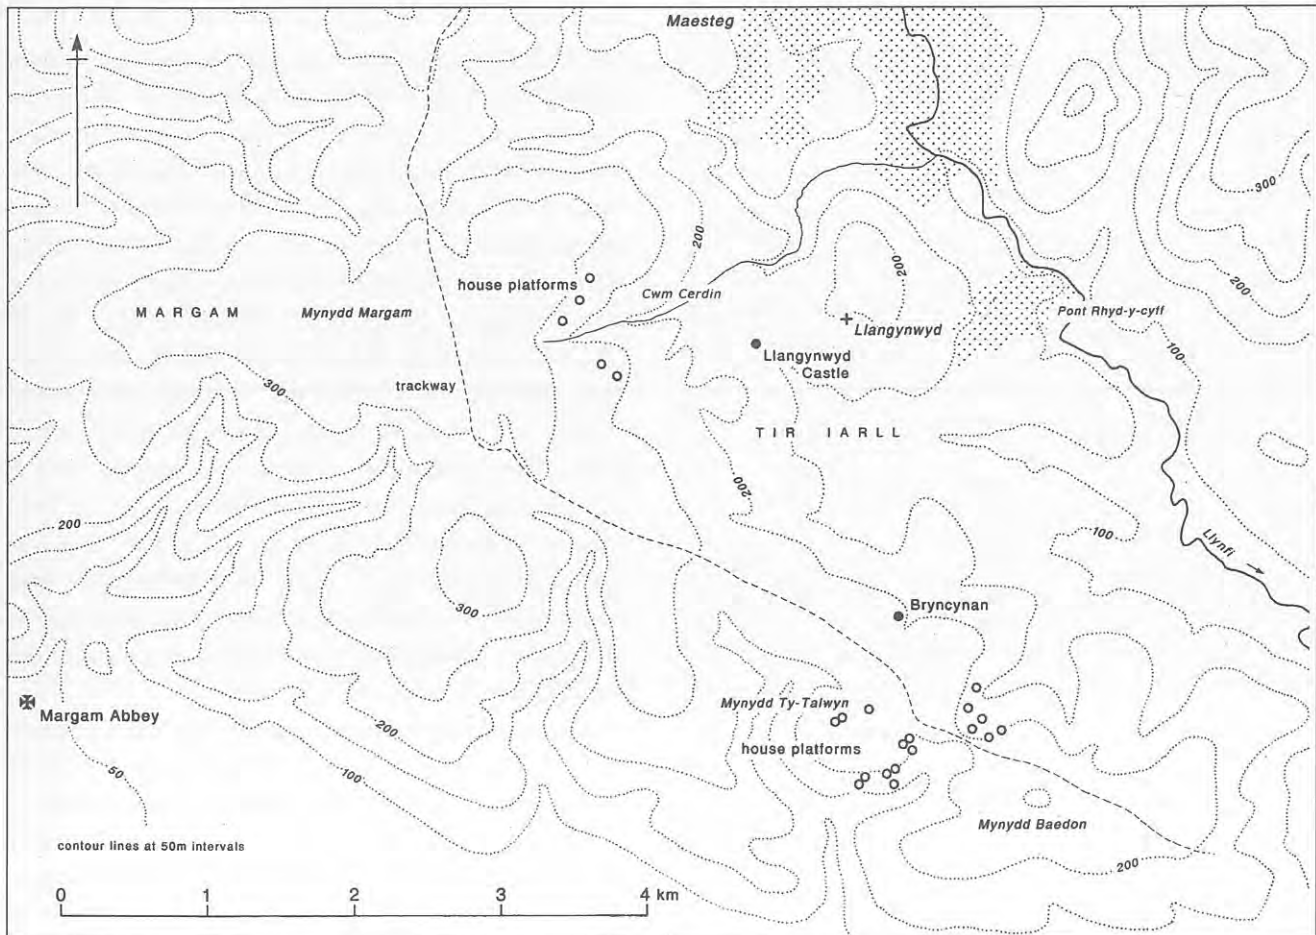 Maesteg
300
200
200
house platforms
Cwm Cerdin
200
MARGAM
Mynydd Margam
Pont Rhyd-y-cyff
Llangynwyd
Llangynwyd
Castle
100
trackway
300
TIR IARLL
200
200
100
Llynfi
300
Bryncynan
Mynydd Ty-Talwyn
Margam Abbey
200
house platforms
50
100
Mynydd Baedon
contour lines at 50m intervals
200
0 1 2 3 4 km